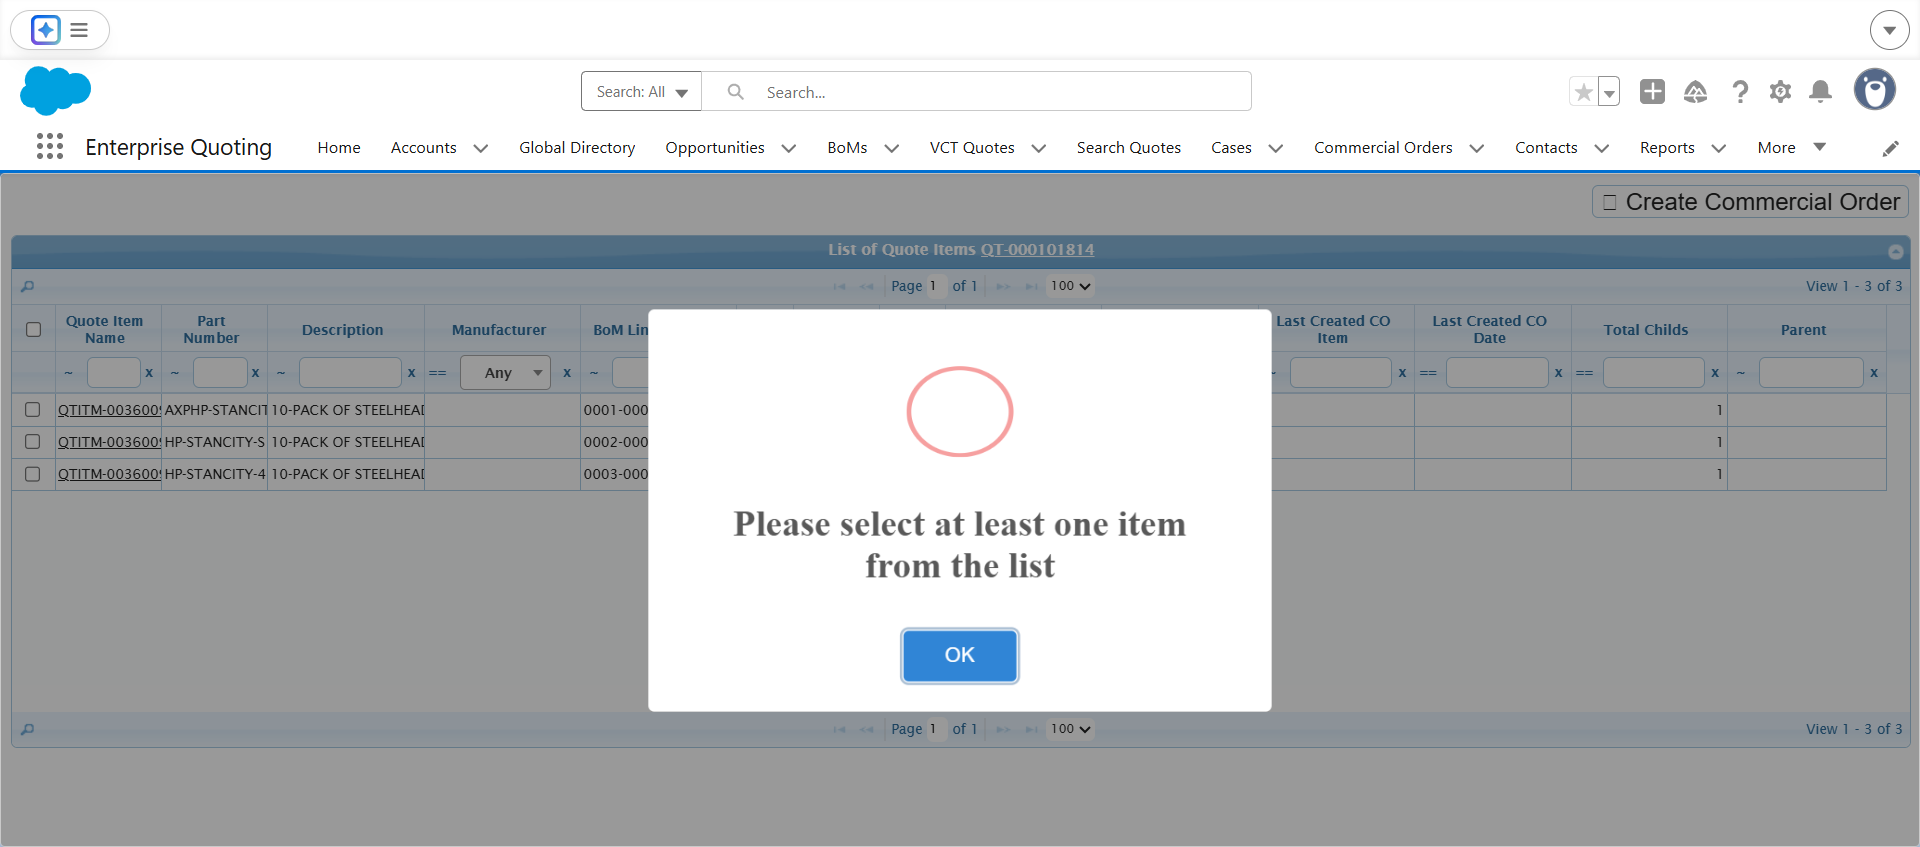 Search: All
Search...
Enterprise Quoting
Home
Accounts
Global Directory
Opportunities
BoMs
VCT Quotes
Search Quotes
Cases
Commercial Orders
Contacts
Reports
More
Create Commercial Order
List of Quote Items QT-000101814
Page 1 of 1 100
View 1 - 3 of 3
Quote Item Name
Part Number
Description
Manufacturer
BoM Lin
Last Created CO Item
Last Created CO Date
Total Childs
Parent
~ x ~ x ~ x == Any x ~ ~ x == x == x ~ x
QTITM-003600 AXPHP-STANCIT 10-PACK OF STEELHEAD 0001-000 1
QTITM-003600 HP-STANCITY-S 10-PACK OF STEELHEAD 0002-000 1
QTITM-003600 HP-STANCITY-4 10-PACK OF STEELHEAD 0003-000 1
Please select at least one item
from the list
OK
Page 1 of 1 100
View 1 - 3 of 3